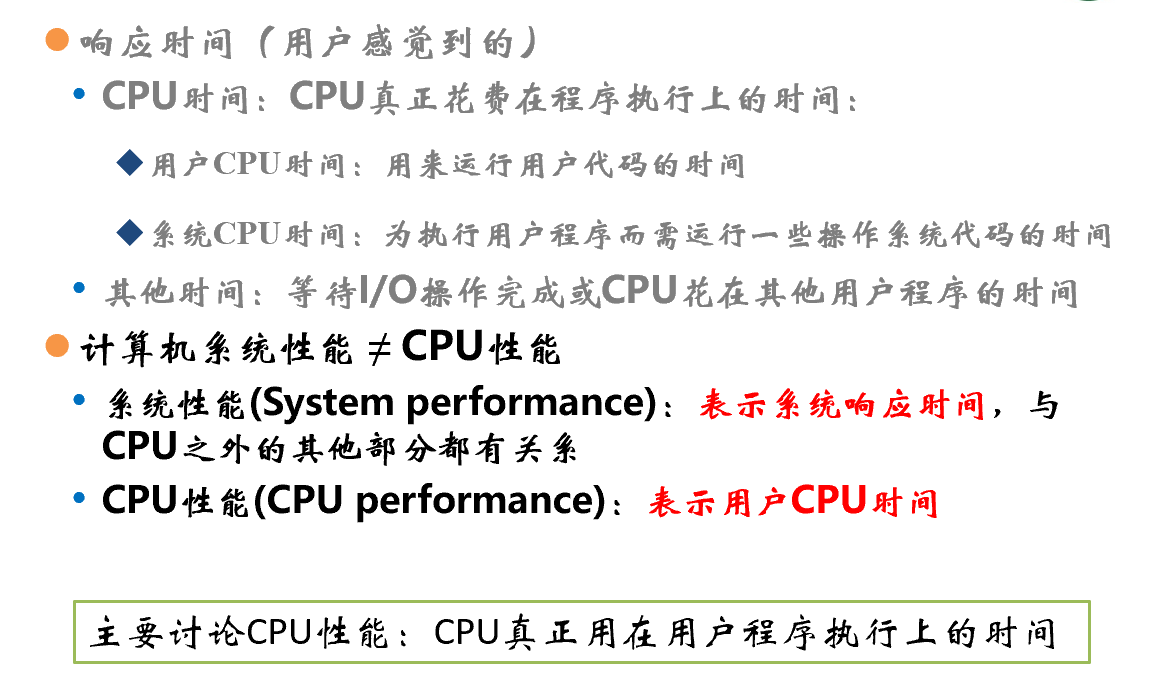 响应时间（用户感觉到的）
CPU时间：CPU真正花费在程序执行上的时间：
用户CPU时间：用来运行用户代码的时间
系统CPU时间：为执行用户程序而需运行一些操作系统代码的时间
其他时间：等待I/O操作完成或CPU花在其他用户程序的时间
计算机系统性能 ≠ CPU性能
系统性能(System performance)：表示系统响应时间，与
CPU之外的其他部分都有关系
CPU性能(CPU performance)：表示用户CPU时间
主要讨论CPU性能：CPU真正用在用户程序执行上的时间